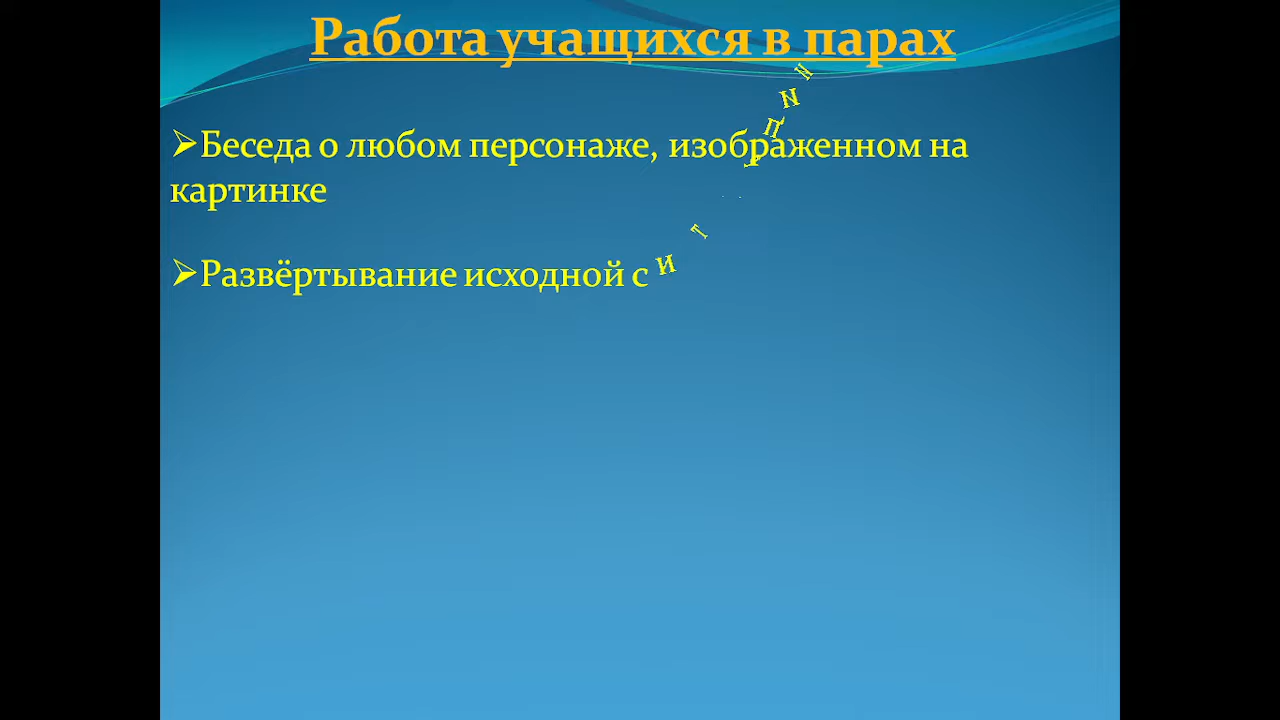 Работа учащихся в парах
➢Беседа о любом персонаже, изображенном на
картинке
➢Развёртывание исходной с и